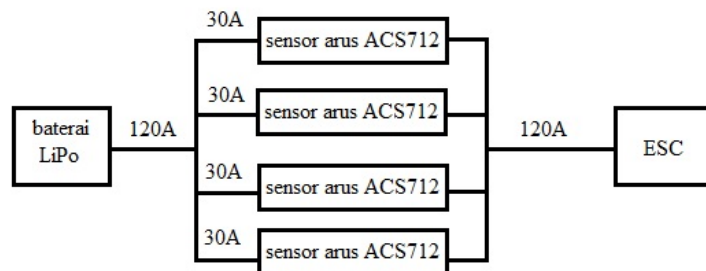 30A
sensor arus ACS712
30A
sensor arus ACS712
baterai
LiPo
120A
120A
ESC
30A
sensor arus ACS712
30A
sensor arus ACS712